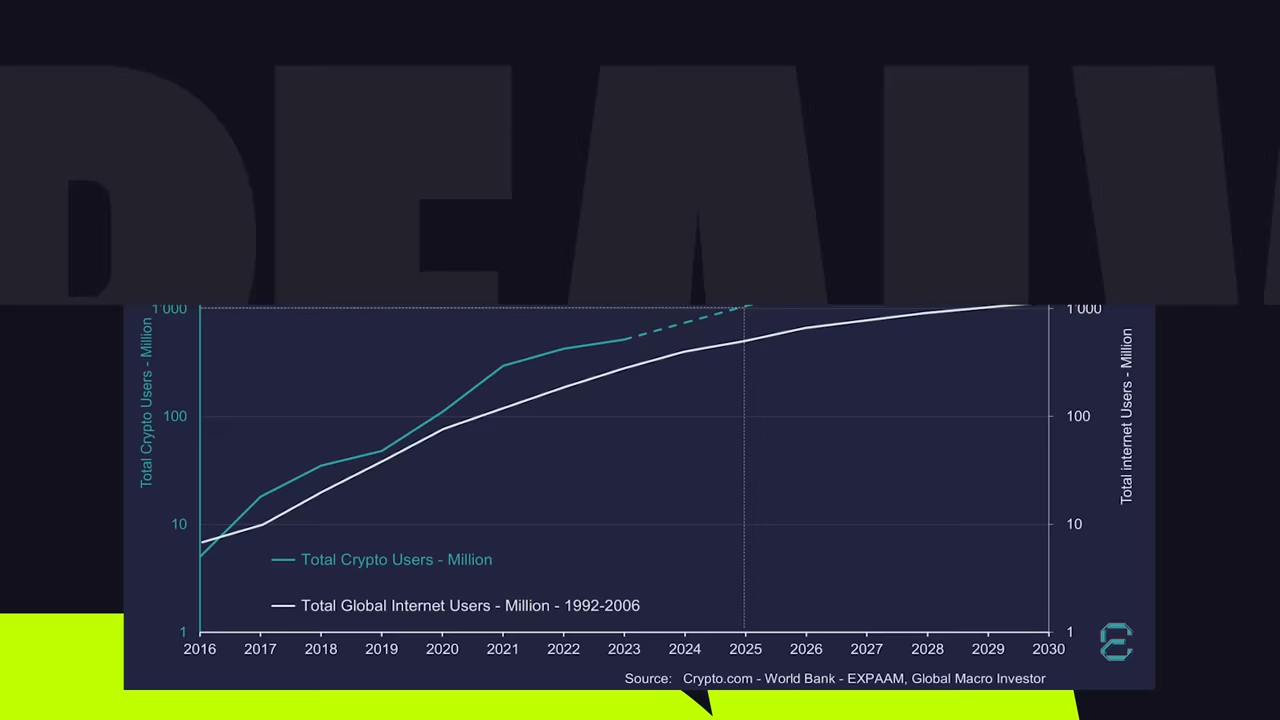 1'000
1'000
Total Crypto Users - Million
Total internet Users - Million
100
100
10
10
Total Crypto Users - Million
Total Global Internet Users - Million - 1992-2006
1
1
2016 2017 2018 2019 2020 2021 2022 2023 2024 2025 2026 2027 2028 2029 2030
Source: Crypto.com - World Bank - EXPAAM, Global Macro Investor